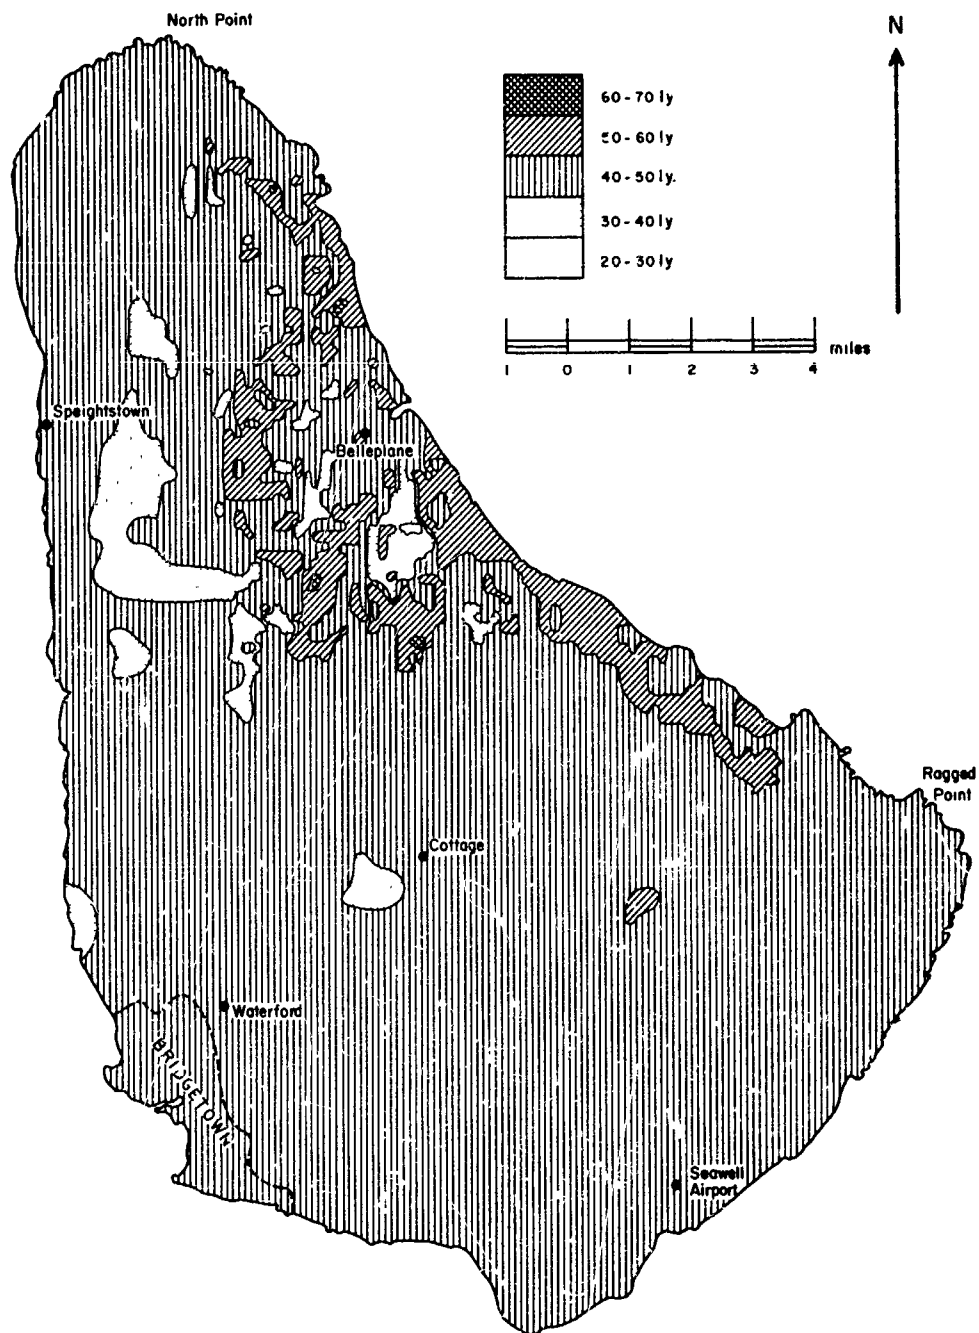 North Point
N
60-70 ly
50-60 ly
40-50 ly.
30-40 ly
20-30 ly
miles
1 0 1 2 3 4
Speightstown
Belleplane
Ragged
Point
Cottage
Waterford
BRIDGETOWN
Seawell
Airport